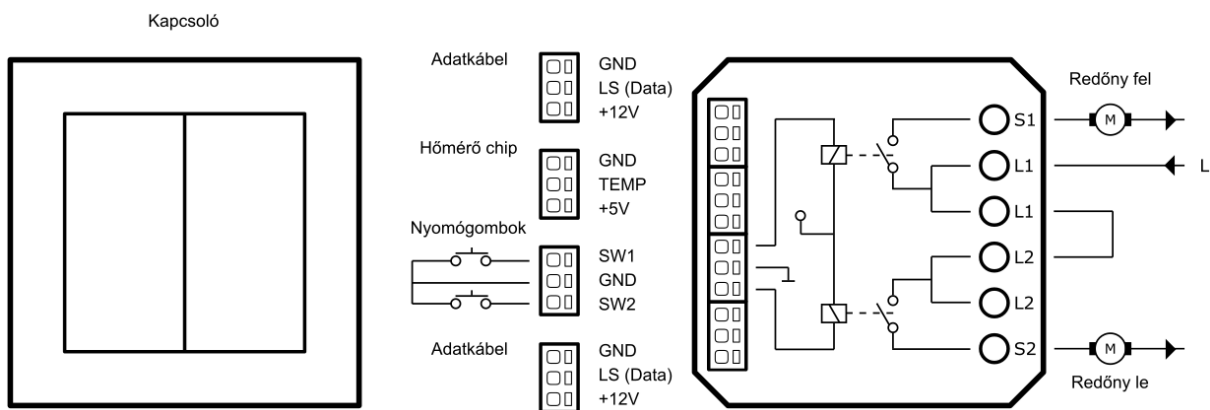 Kapcsoló
Adatkábel
GND
LS (Data)
+12V
Hőmérő chip
GND
TEMP
+5V
Nyomógombok
SW1
GND
SW2
Adatkábel
GND
LS (Data)
+12V
Redőny fel
S1
M
L1
L
L1
L2
L2
S2
M
Redőny le